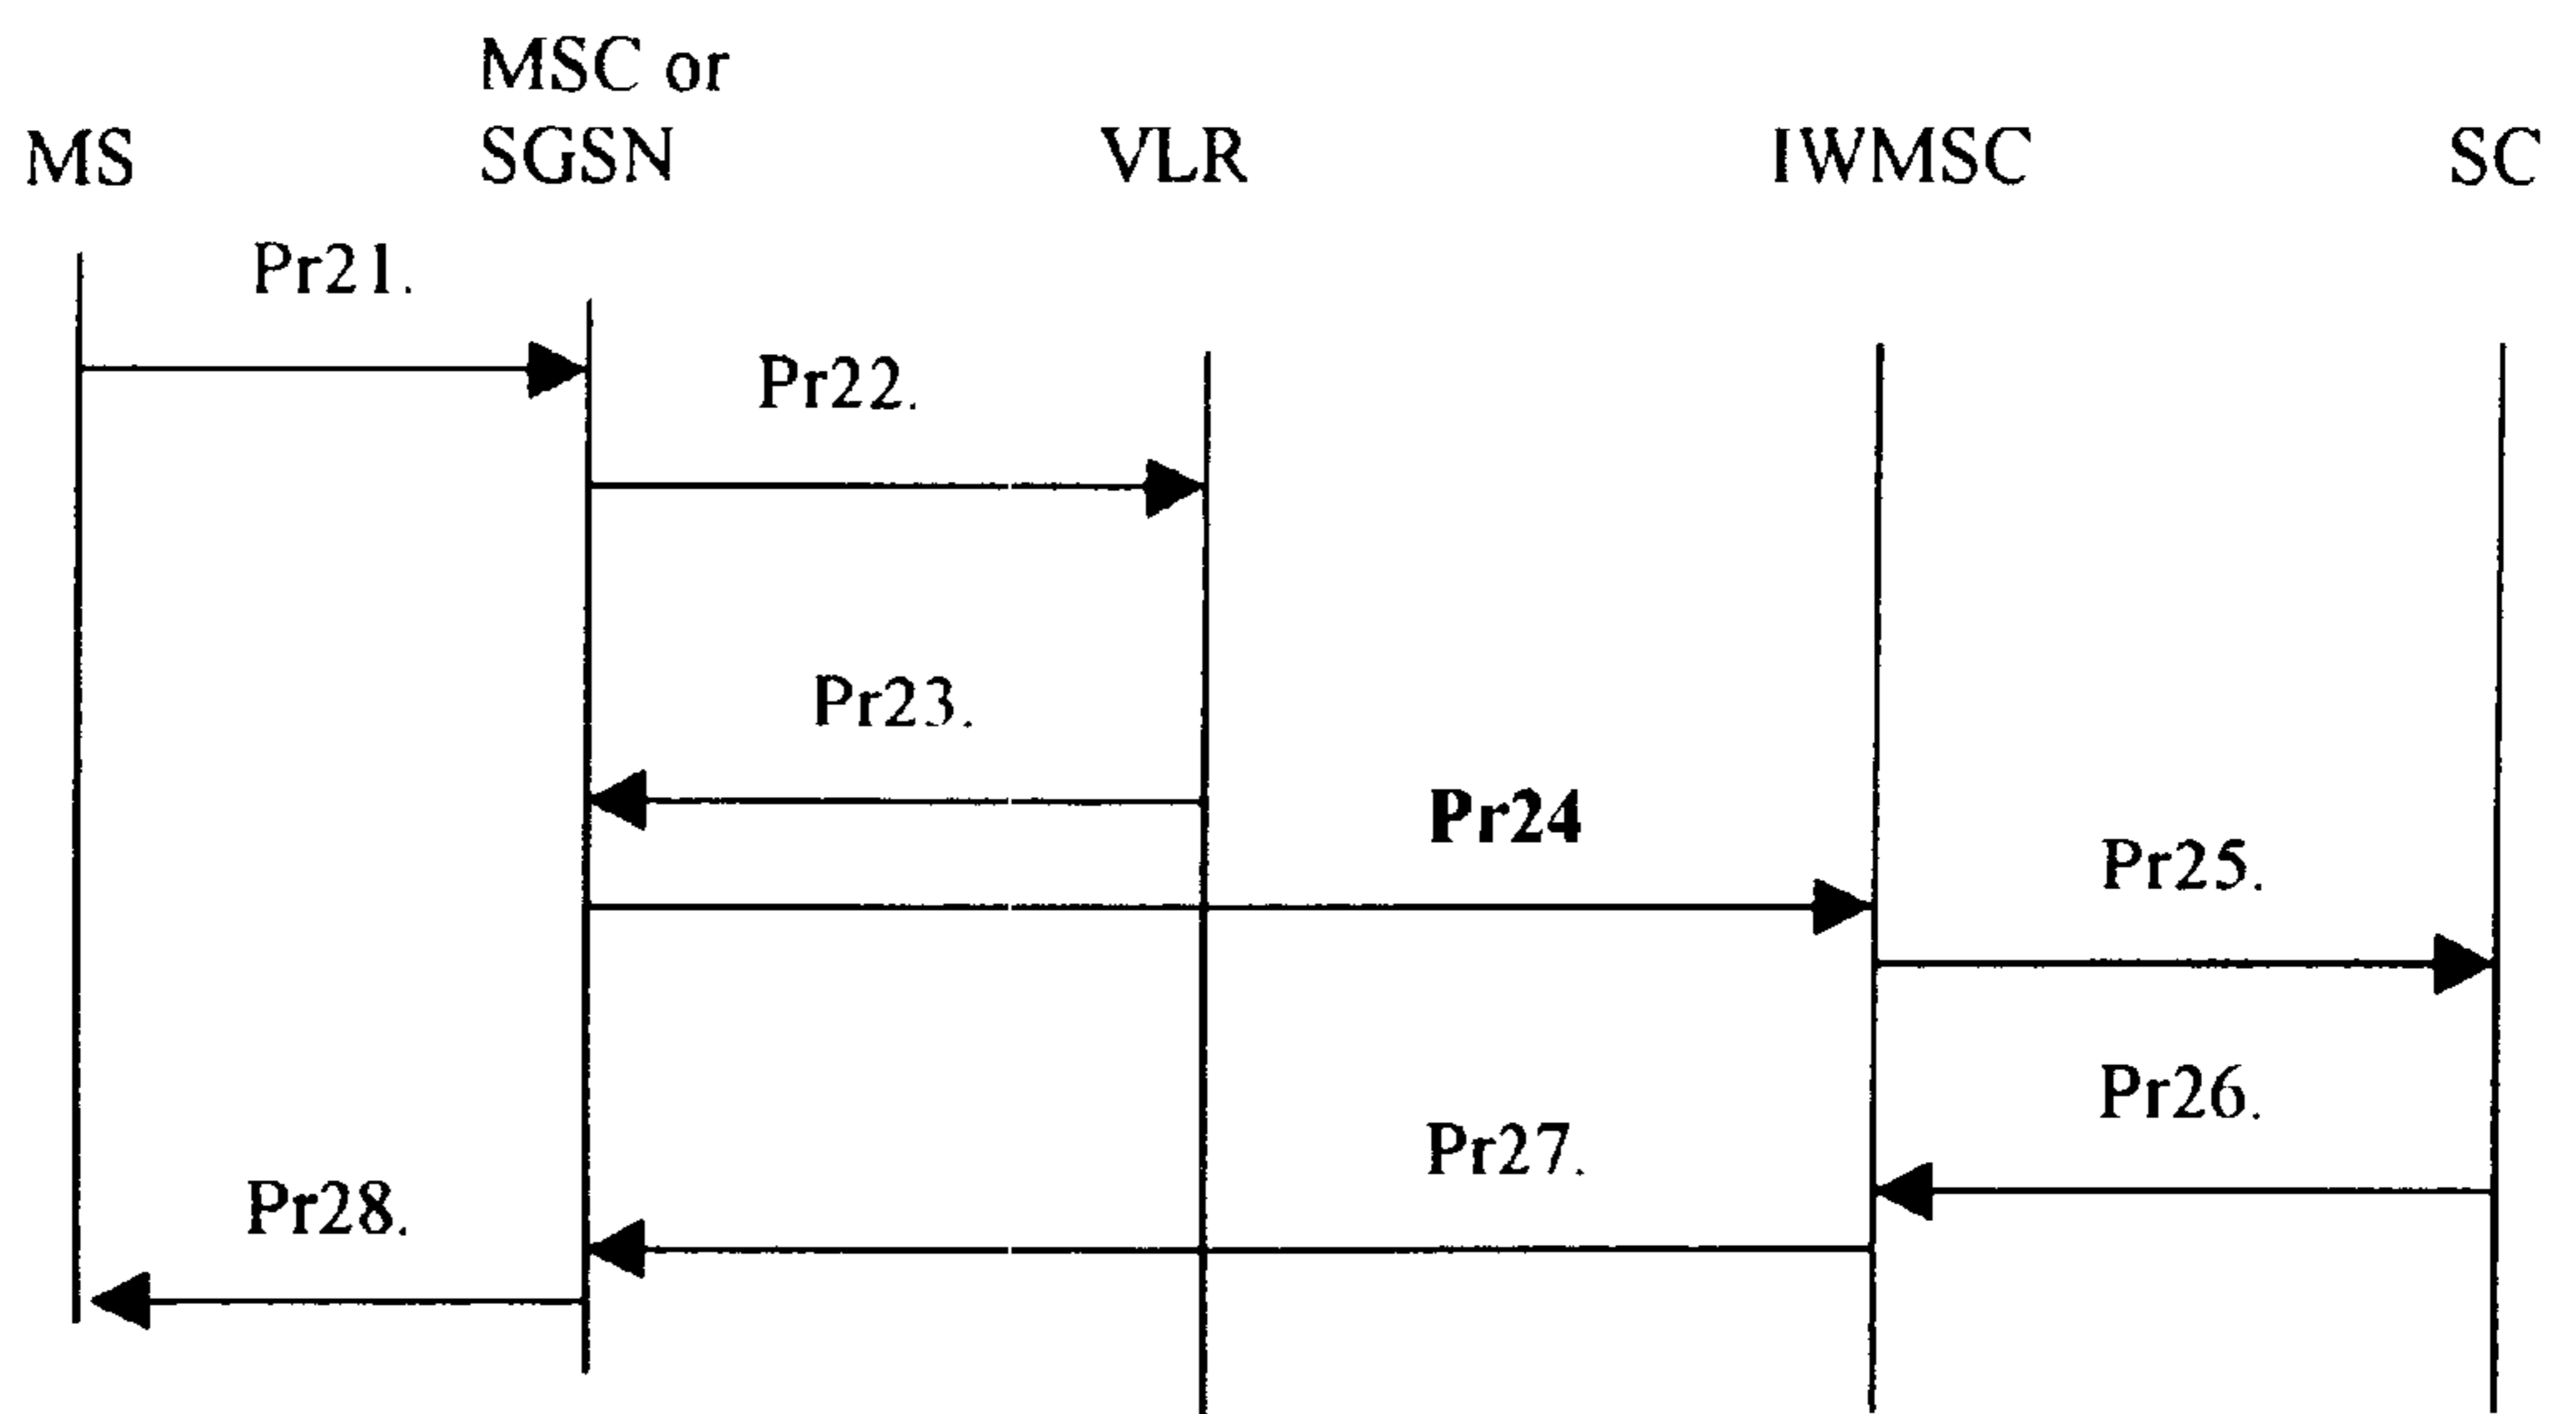 MSC or
MS SGSN VLR IWMSC SC
Pr21.
Pr22.
Pr23.
Pr24
Pr25.
Pr26.
Pr27.
Pr28.